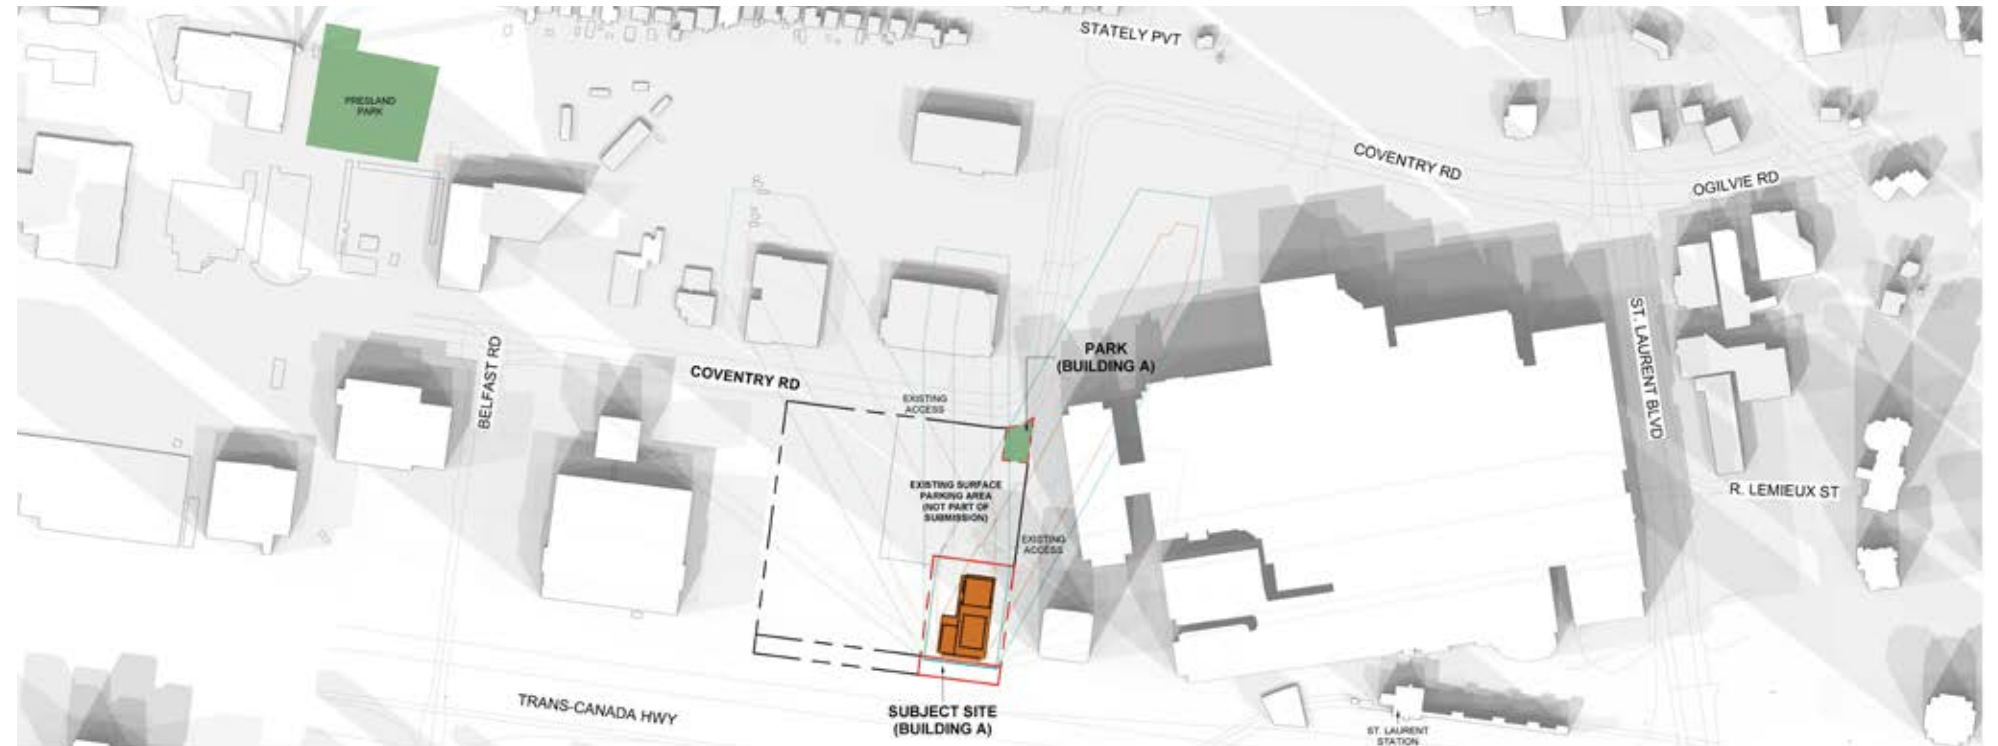 STATELY PVT
PRESLAND
PARK
COVENTRY RD
OGILVIE RD
ST. LAURENT BLVD
BELFAST RD
PARK
(BUILDING A)
COVENTRY RD
EXISTING
ACCESS
EXISTING SURFACE
PARKING AREA
(NOT PART OF
SUBMISSION)
R. LEMIEUX ST
EXISTING
ACCESS
TRANS-CANADA HWY
SUBJECT SITE
(BUILDING A)
ST. LAURENT
STATION